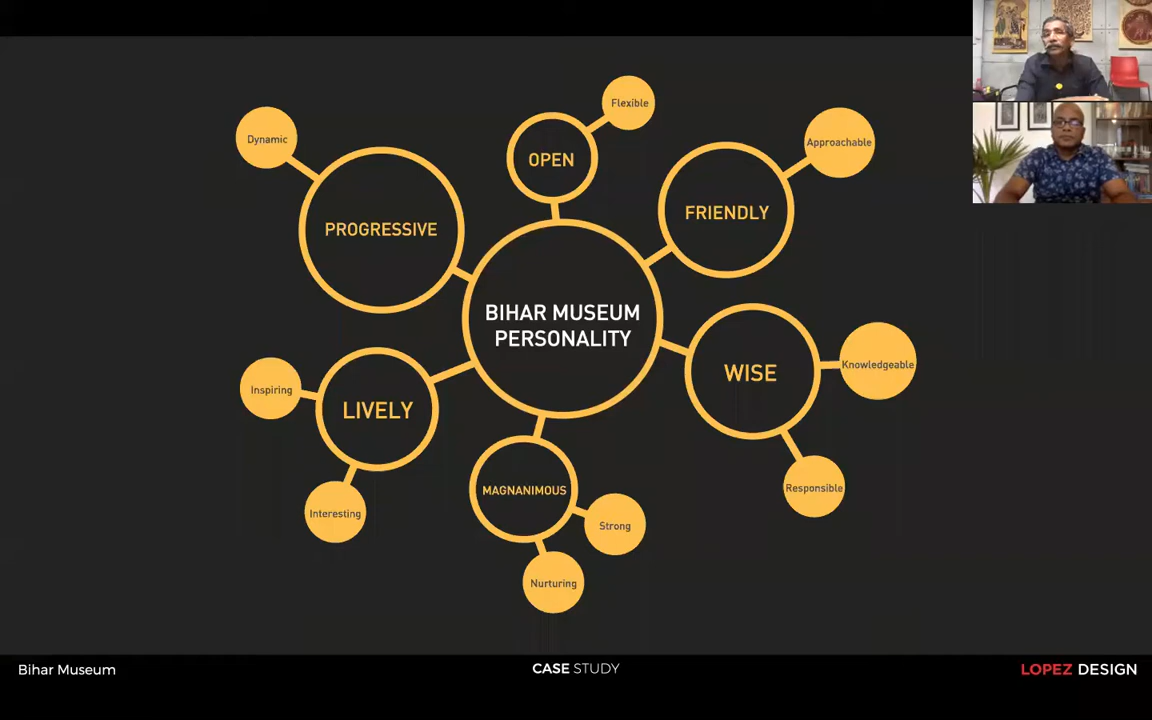 Flexible
Dynamic
Approachable
OPEN
FRIENDLY
PROGRESSIVE
BIHAR MUSEUM
PERSONALITY
WISE
Knowledgeable
Inspiring
LIVELY
MAGNANIMOUS
Responsible
Interesting
Strong
Nurturing
Bihar Museum
CASE STUDY
LOPEZ DESIGN